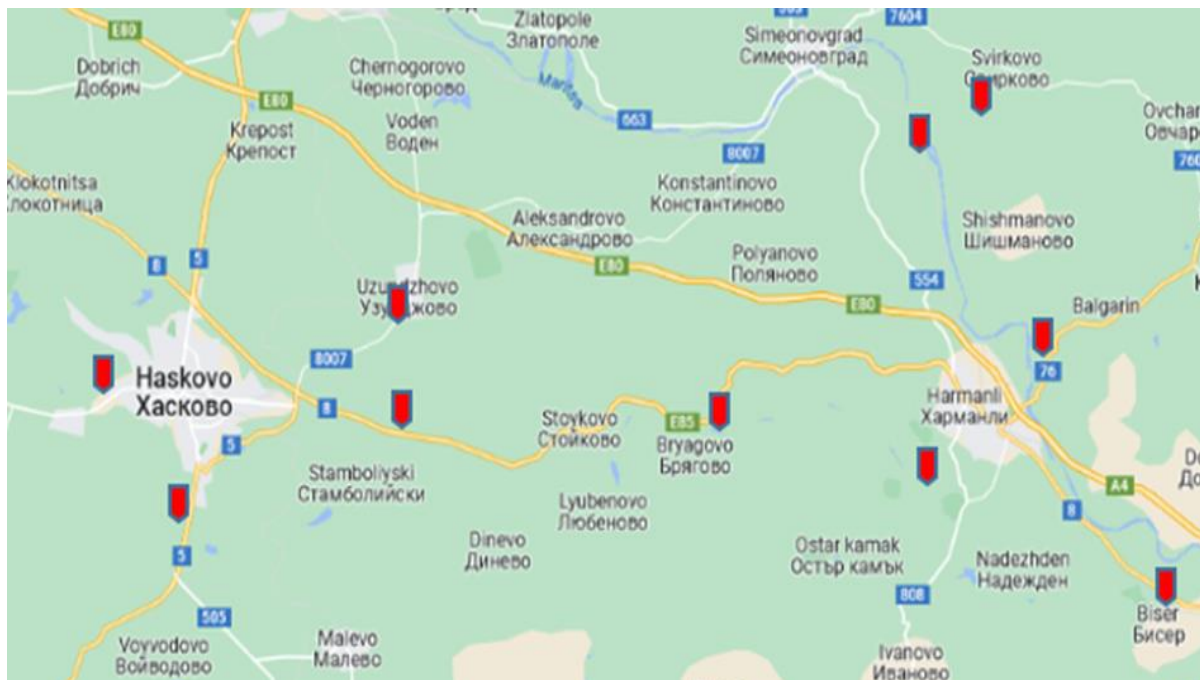 Zlatopole
Златополе
7604
Simeonovgrad
Симеоновград
Svirkovo
E80
Dobrich
Добрич
Chernogorovo
Черногорово
Maritsa
E80
663
Krepost
Крепост
Voden
Воден
8007
Klokotnitsa
Клокотница
Konstantinovo
Константиново
Aleksandrovo
Александрово
Shishmanovo
Шишманово
Polyanovo
Поляново
8
5
E80
554
E80
Balgarin
8007
76
Haskovo
Хасково
8
Harmanli
Харманли
Stoykovo
Стойково
E85
5
Bryagovo
Брягово
Stamboliyski
Стамболийски
A4
Lyubenovo
Любеново
8
Dinevo
Динево
5
Ostar kamak
Остър камък
Nadezhden
Надежден
808
505
Biser
Бисер
Voyvodovo
Войводово
Malevo
Малево
Ivanovo
Иваново